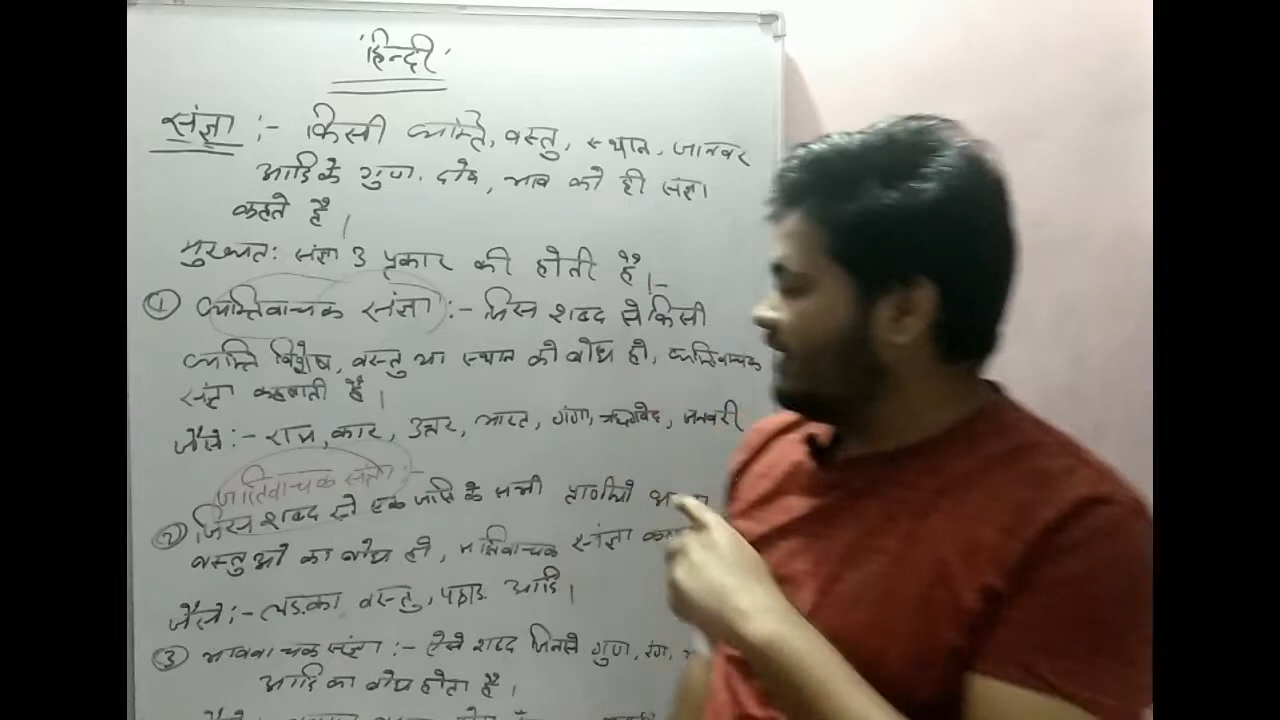 'हिन्दी'
संज्ञा :- किसी व्यक्ति, वस्तु, स्थान, जानवर
आदि के गुण, दोष, भाव को ही संज्ञा
कहते है।
मुख्यतः संज्ञा 3 प्रकार की होती है।-
① व्यक्तिवाचक संज्ञा :- जिस शब्द से किसी
व्यक्ति विशेष, वस्तु या स्थान को बोध हो, व्यक्तिवाचक
संज्ञा कहलाती है।
जैसे :- राम, कार, उत्तर, भारत, गंगा, ऋग्वेद, जनवरी
जातिवाचक संज्ञा :-
② जिस शब्द से एक जाति के सभी
वस्तुओं का बोध हो, जातिवाचक संज्ञा
जैसे :- लड़का वस्तु, पहाड़ आदि।
③ भाववाचक संज्ञा :- ऐसे शब्द जिनसे गुण, रंग,
आदि का बोध होता है।